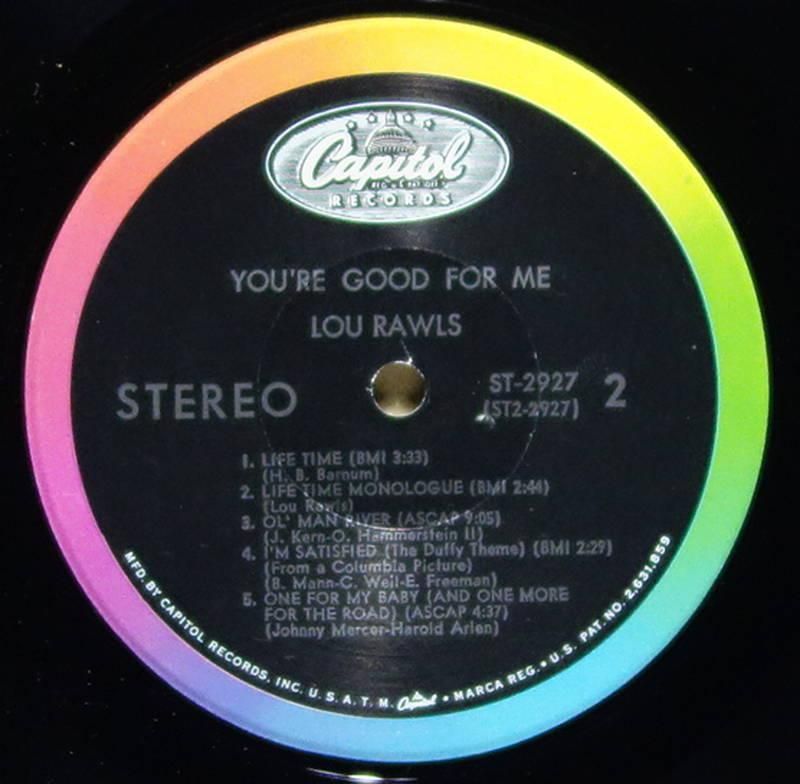 Capitol
REG. U.S. PAT. OFF.
RECORDS
YOU'RE GOOD FOR ME
LOU RAWLS
STEREO
ST-2927
(ST2-2927)
2
1. LIFE TIME (BMI 3:33)
(H. B. Barnum)
2. LIFE TIME MONOLOGUE (BMI 2:44)
(Lou Rawls)
3. OL' MAN RIVER (ASCAP 9:05)
(J. Kern-O. Hammerstein II)
4. I'M SATISFIED (The Duffy Theme) (BMI 2:29)
(From a Columbia Picture)
(B. Mann-C. Weil-E. Freeman)
5. ONE FOR MY BABY (AND ONE MORE
FOR THE ROAD) (ASCAP 4:37)
(Johnny Mercer-Harold Arlen)
MFD. BY CAPITOL RECORDS, INC. U. S. A. T. M. Capitol • MARCA REG. • U.S. PAT. NO. 2,631,859